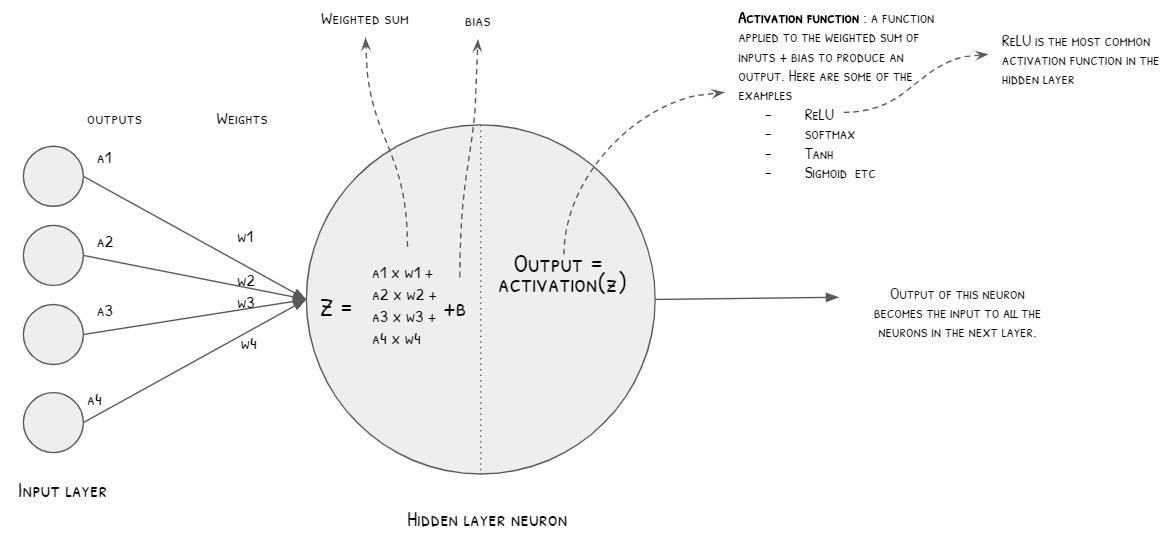 Weighted sum
bias
Activation function : a function
applied to the weighted sum of
inputs + bias to produce an
output. Here are some of the
examples
- ReLU
- softmax
- Tanh
- Sigmoid etc
ReLU is the most common
activation function in the
hidden layer
outputs
Weights
a1
a2
a3
a4
w1
w2
w3
w4
z =
a1 x w1 +
a2 x w2 +
a3 x w3 +
a4 x w4
+b
Output =
activation(z)
Output of this neuron
becomes the input to all the
neurons in the next layer.
Input layer
Hidden layer neuron